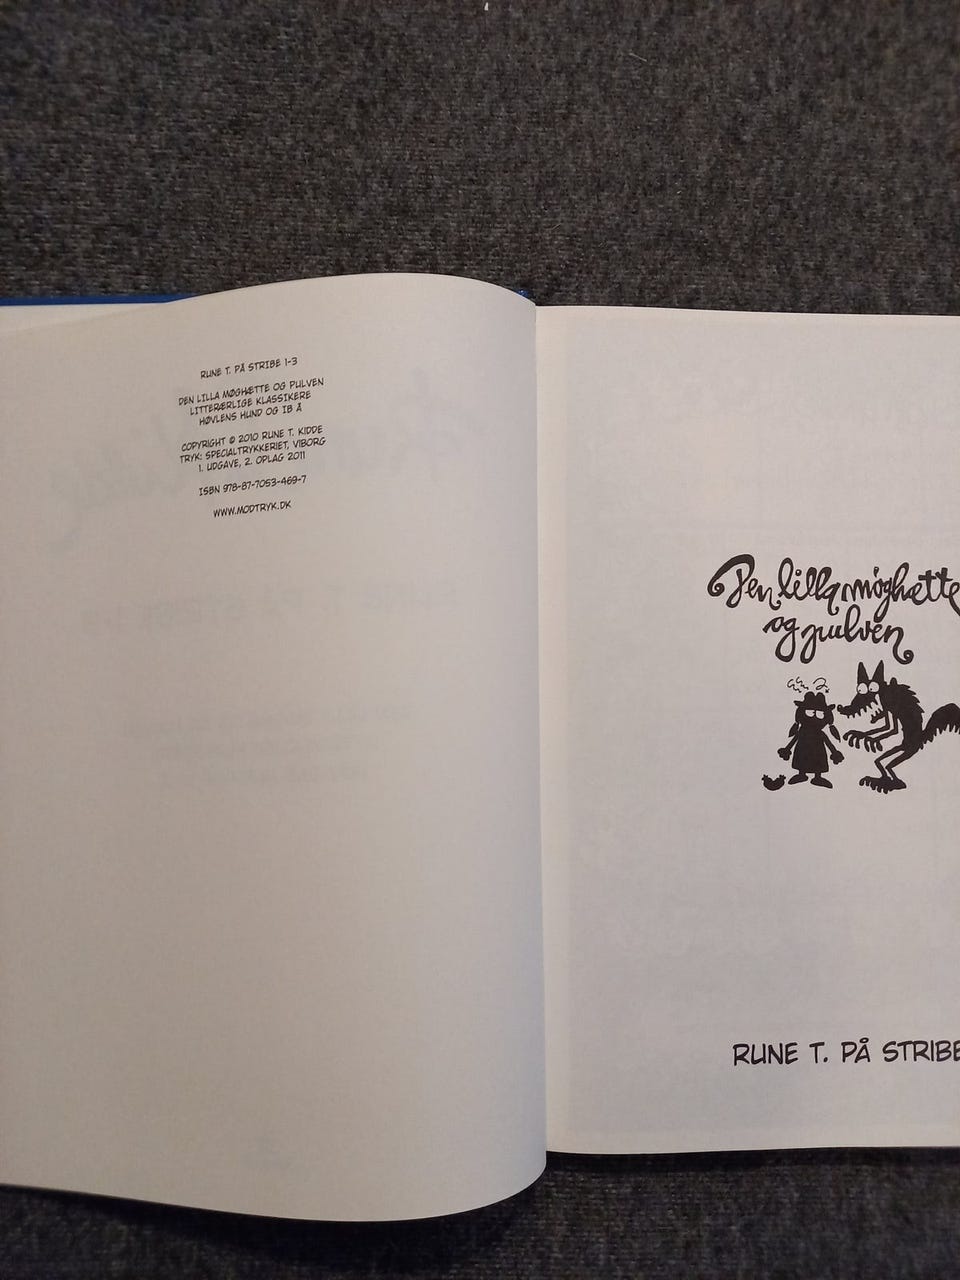 RUNE T. PÅ STRIBE 1-3
DEN LILLA MØGHÆTTE OG PULVEN
LITTERÆRLIGE KLASSIKERE
HØVLENS HUND OG IB Å
COPYRIGHT © 2010 RUNE T. KIDDE
TRYK: SPECIALTRYKKERIET, VIBORG
1. UDGAVE, 2. OPLAG 2011
ISBN 978-87-7053-469-7
WWW.MODTRYK.DK
Den lilla møghætte
og pulven
RUNE T. PÅ STRIBE